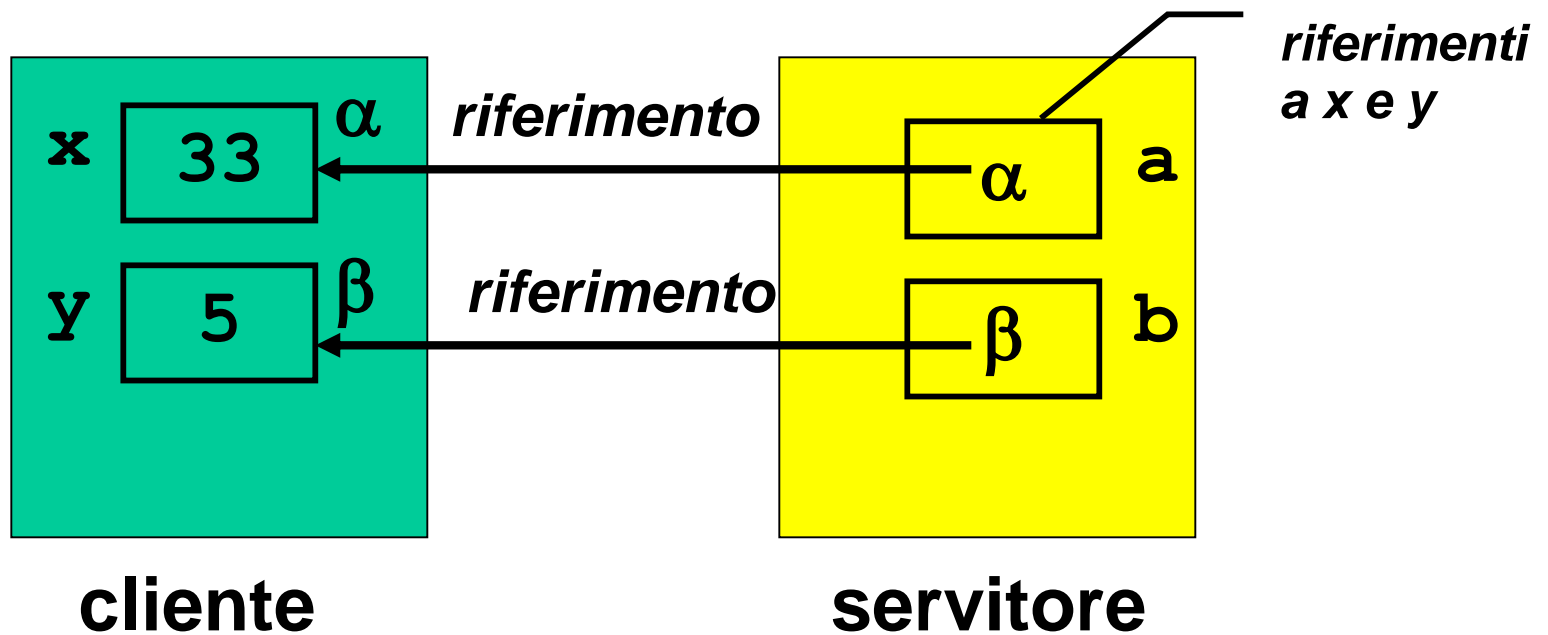 riferimenti
a x e y
x 33 α riferimento α a
y 5 β riferimento β b
cliente servitore